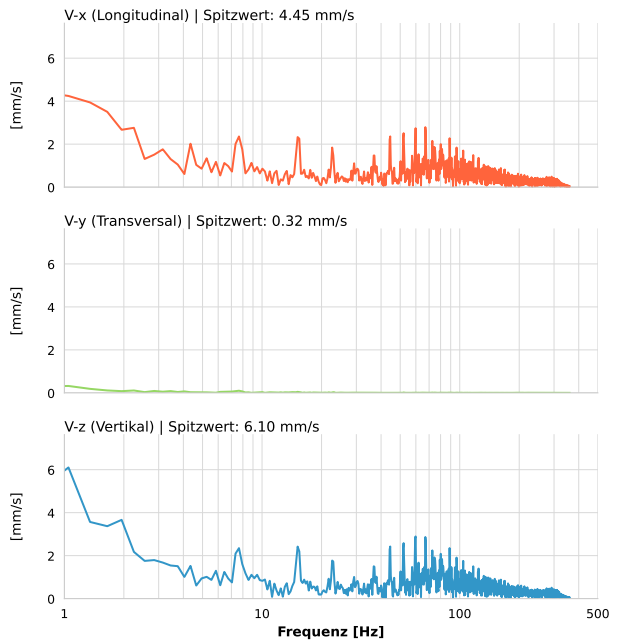 V-x (Longitudinal) | Spitzwert: 4.45 mm/s
6
4
2
0
[mm/s]
V-y (Transversal) | Spitzwert: 0.32 mm/s
6
4
2
0
[mm/s]
V-z (Vertikal) | Spitzwert: 6.10 mm/s
6
4
2
0
[mm/s]
1 10 100 500
Frequenz [Hz]